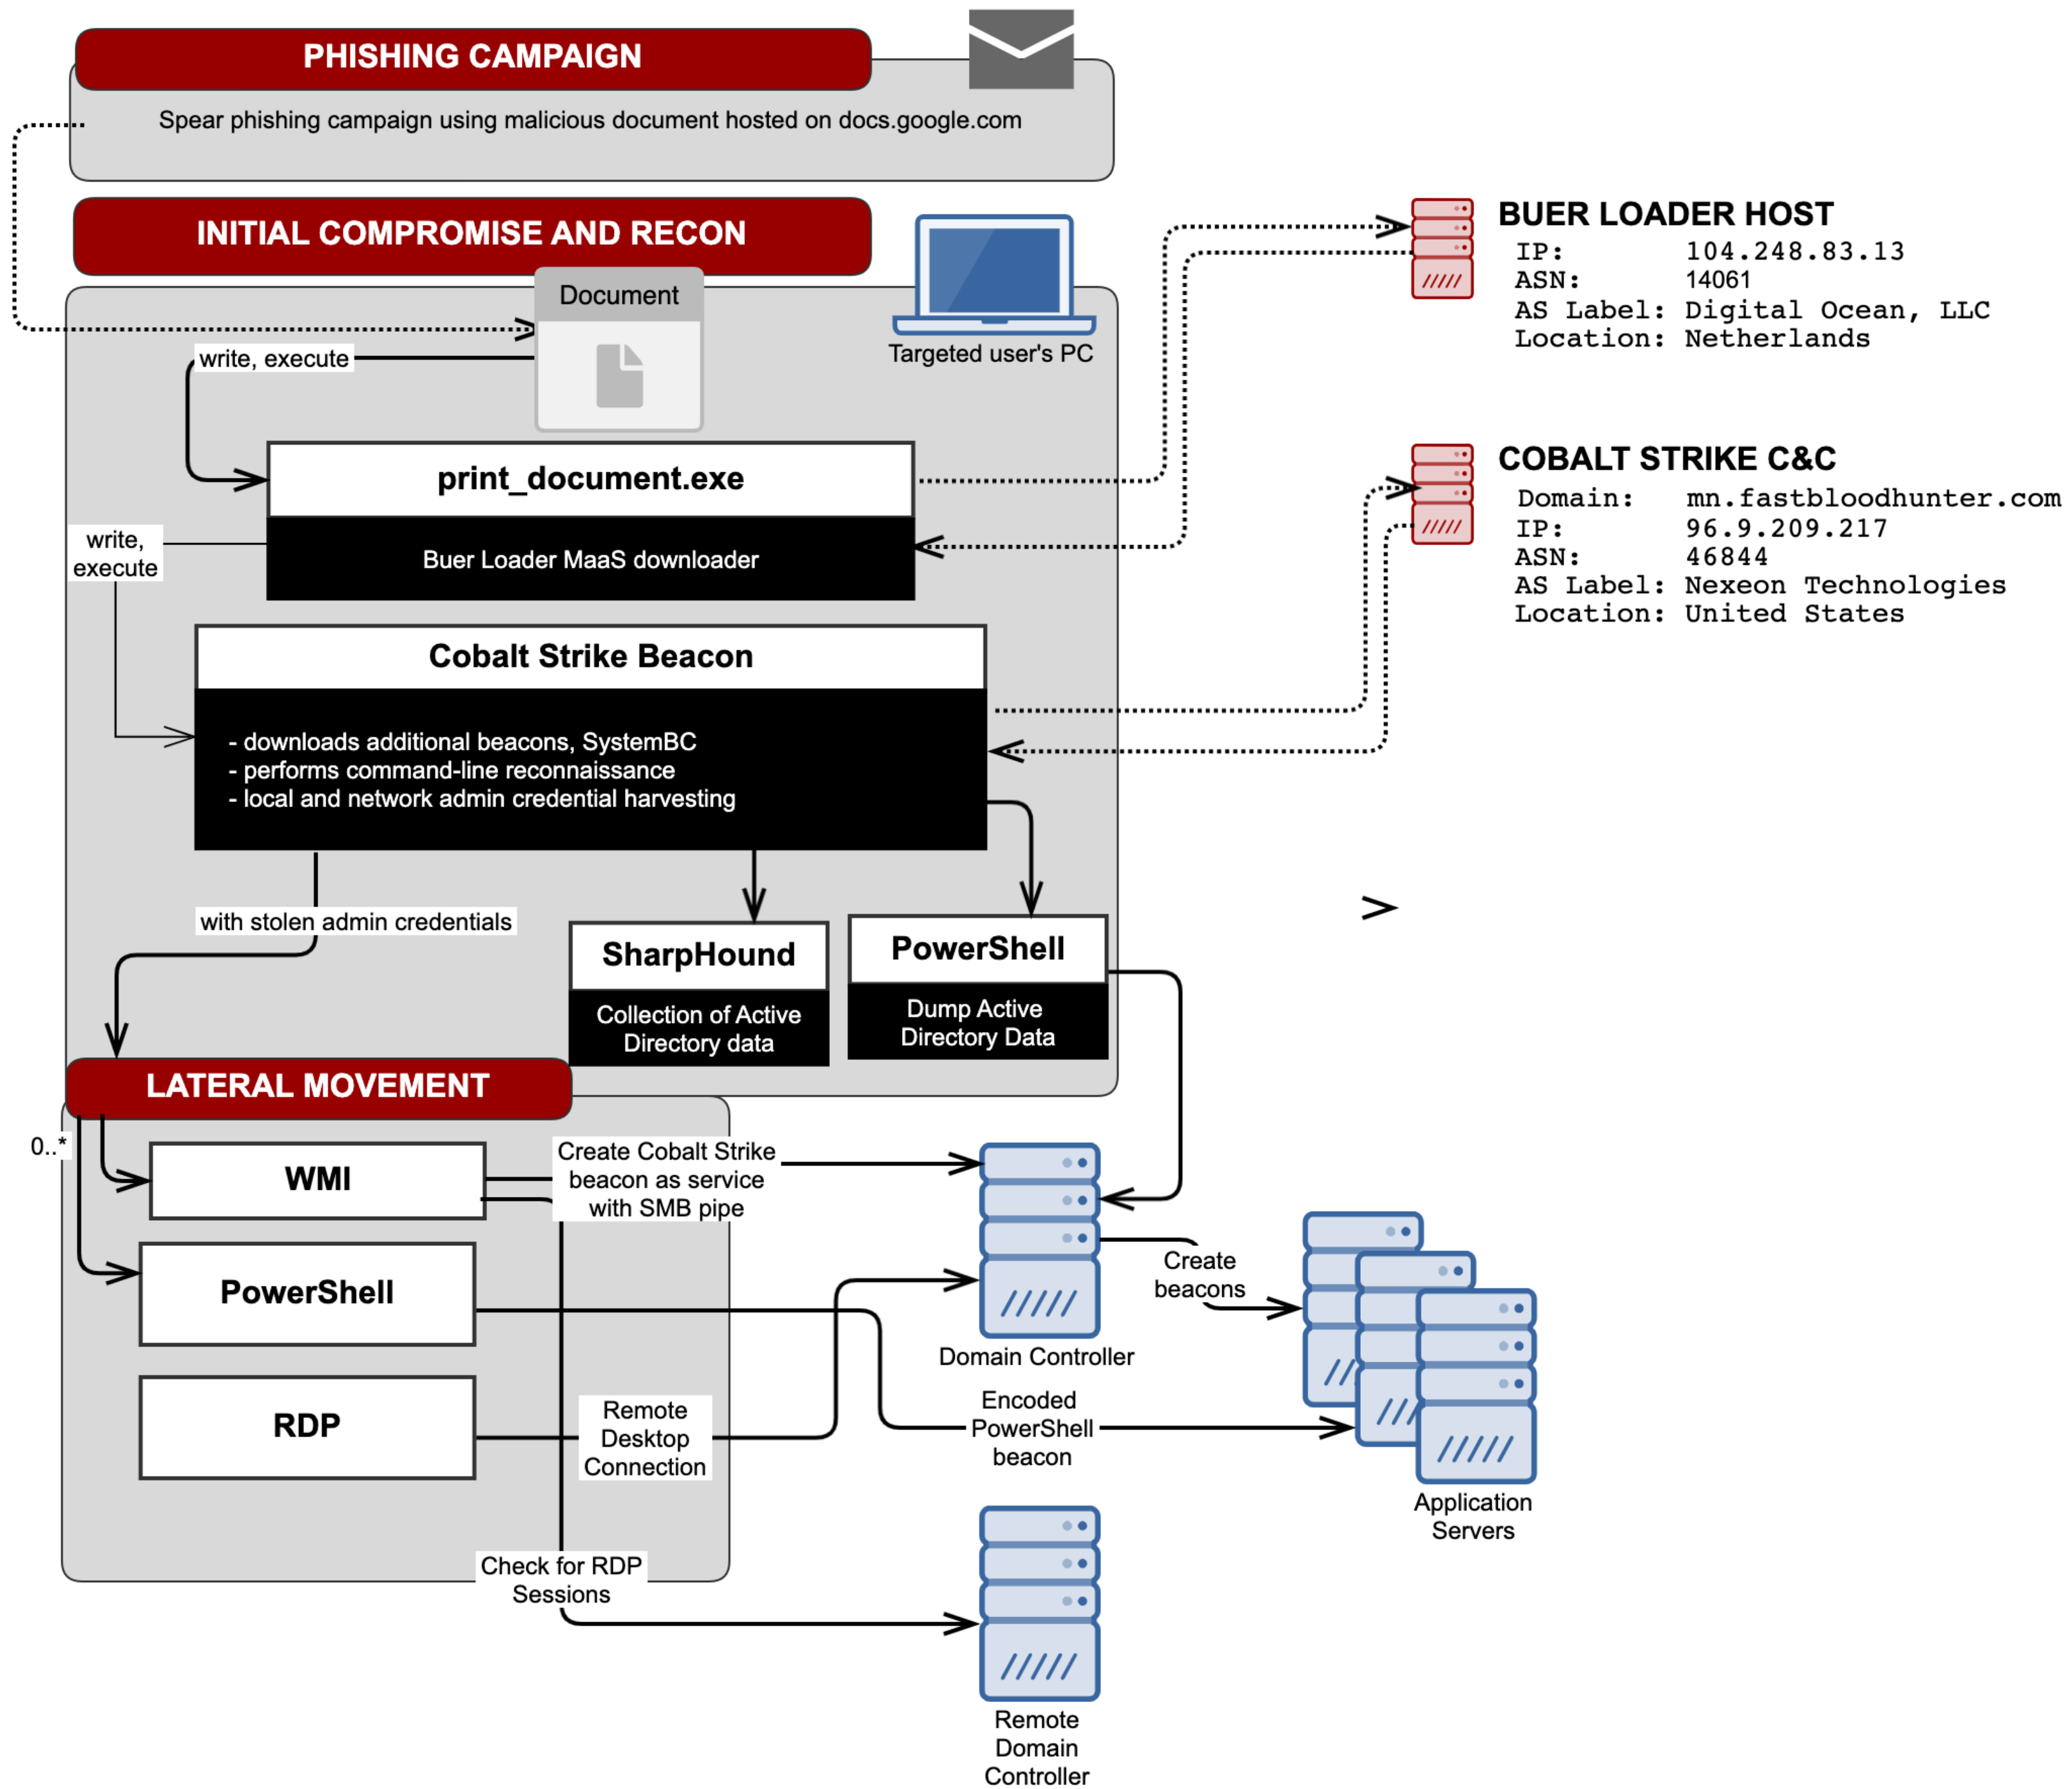 PHISHING CAMPAIGN
Spear phishing campaign using malicious document hosted on docs.google.com
INITIAL COMPROMISE AND RECON
Document
Targeted user's PC
write, execute
print_document.exe
Buer Loader MaaS downloader
write,
execute
Cobalt Strike Beacon
- downloads additional beacons, SystemBC
- performs command-line reconnaissance
- local and network admin credential harvesting
BUER LOADER HOST
IP: 104.248.83.13
ASN: 14061
AS Label: Digital Ocean, LLC
Location: Netherlands
COBALT STRIKE C&C
Domain: mn.fastbloodhunter.com
IP: 96.9.209.217
ASN: 46844
AS Label: Nexeon Technologies
Location: United States
with stolen admin credentials
SharpHound
Collection of Active
Directory data
PowerShell
Dump Active
Directory Data
LATERAL MOVEMENT
0..*
WMI
Create Cobalt Strike
beacon as service
with SMB pipe
PowerShell
RDP
Remote
Desktop
Connection
Check for RDP
Sessions
Domain Controller
Create
beacons
Encoded
PowerShell
beacon
Application
Servers
Remote
Domain
Controller